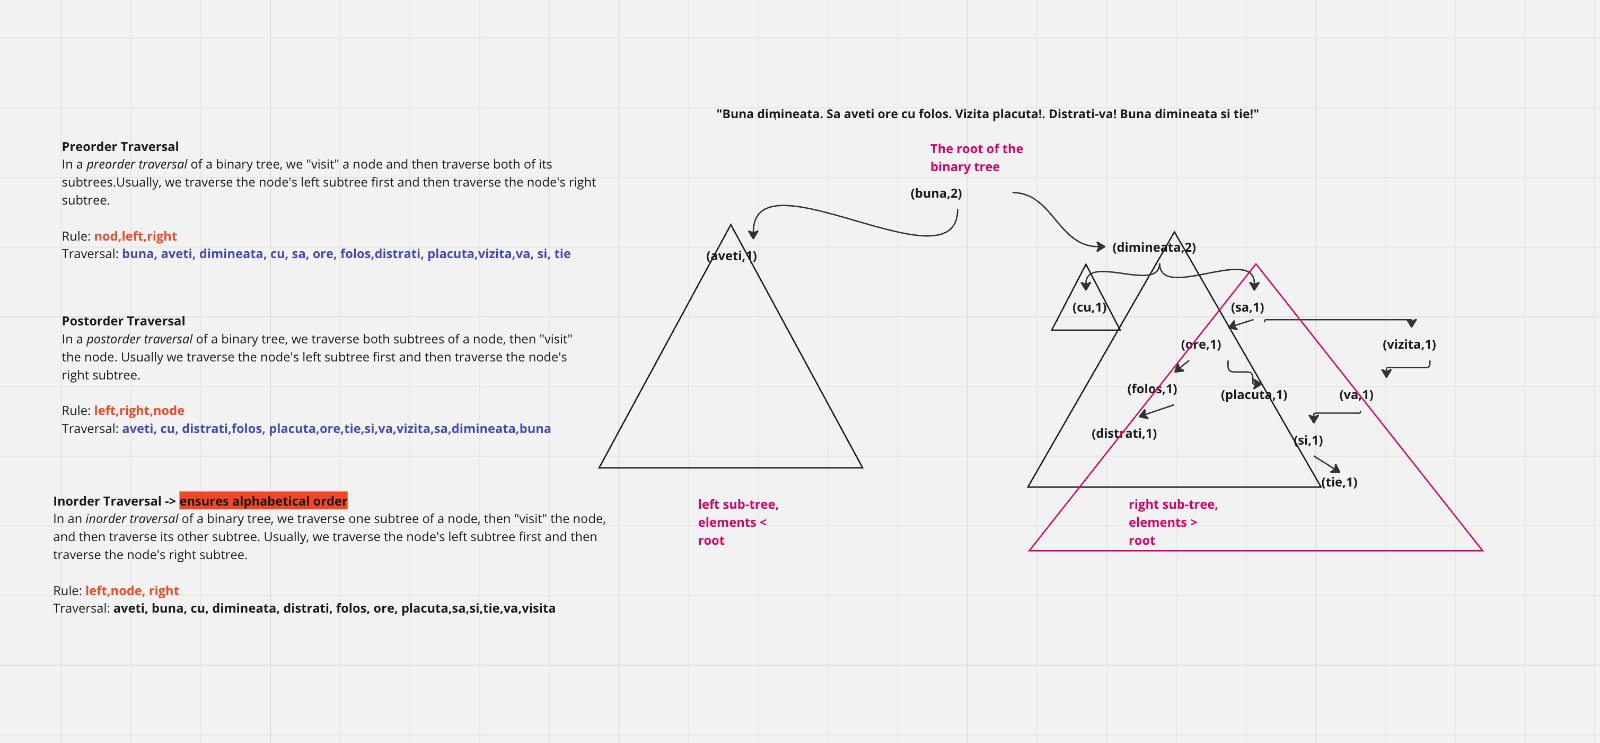 "Buna dimineata. Sa aveti ore cu folos. Vizita placuta!. Distrati-va! Buna dimineata si tie!"
Preorder Traversal
In a preorder traversal of a binary tree, we "visit" a node and then traverse both of its
subtrees.Usually, we traverse the node's left subtree first and then traverse the node's right
subtree.
Rule: nod,left,right
Traversal: buna, aveti, dimineata, cu, sa, ore, folos,distrati, placuta,vizita,va, si, tie
Postorder Traversal
In a postorder traversal of a binary tree, we traverse both subtrees of a node, then "visit"
the node. Usually we traverse the node's left subtree first and then traverse the node's
right subtree.
Rule: left,right,node
Traversal: aveti, cu, distrati,folos, placuta,ore,tie,si,va,vizita,sa,dimineata,buna
Inorder Traversal -> ensures alphabetical order
In an inorder traversal of a binary tree, we traverse one subtree of a node, then "visit" the node,
and then traverse its other subtree. Usually, we traverse the node's left subtree first and then
traverse the node's right subtree.
Rule: left,node, right
Traversal: aveti, buna, cu, dimineata, distrati, folos, ore, placuta,sa,si,tie,va,visita
The root of the
binary tree
(buna,2)
(aveti,1)
(dimineata,2)
(cu,1)
(sa,1)
(ore,1)
(vizita,1)
(folos,1)
(placuta,1)
(va,1)
(distrati,1)
(si,1)
(tie,1)
left sub-tree,
elements <
root
right sub-tree,
elements >
root